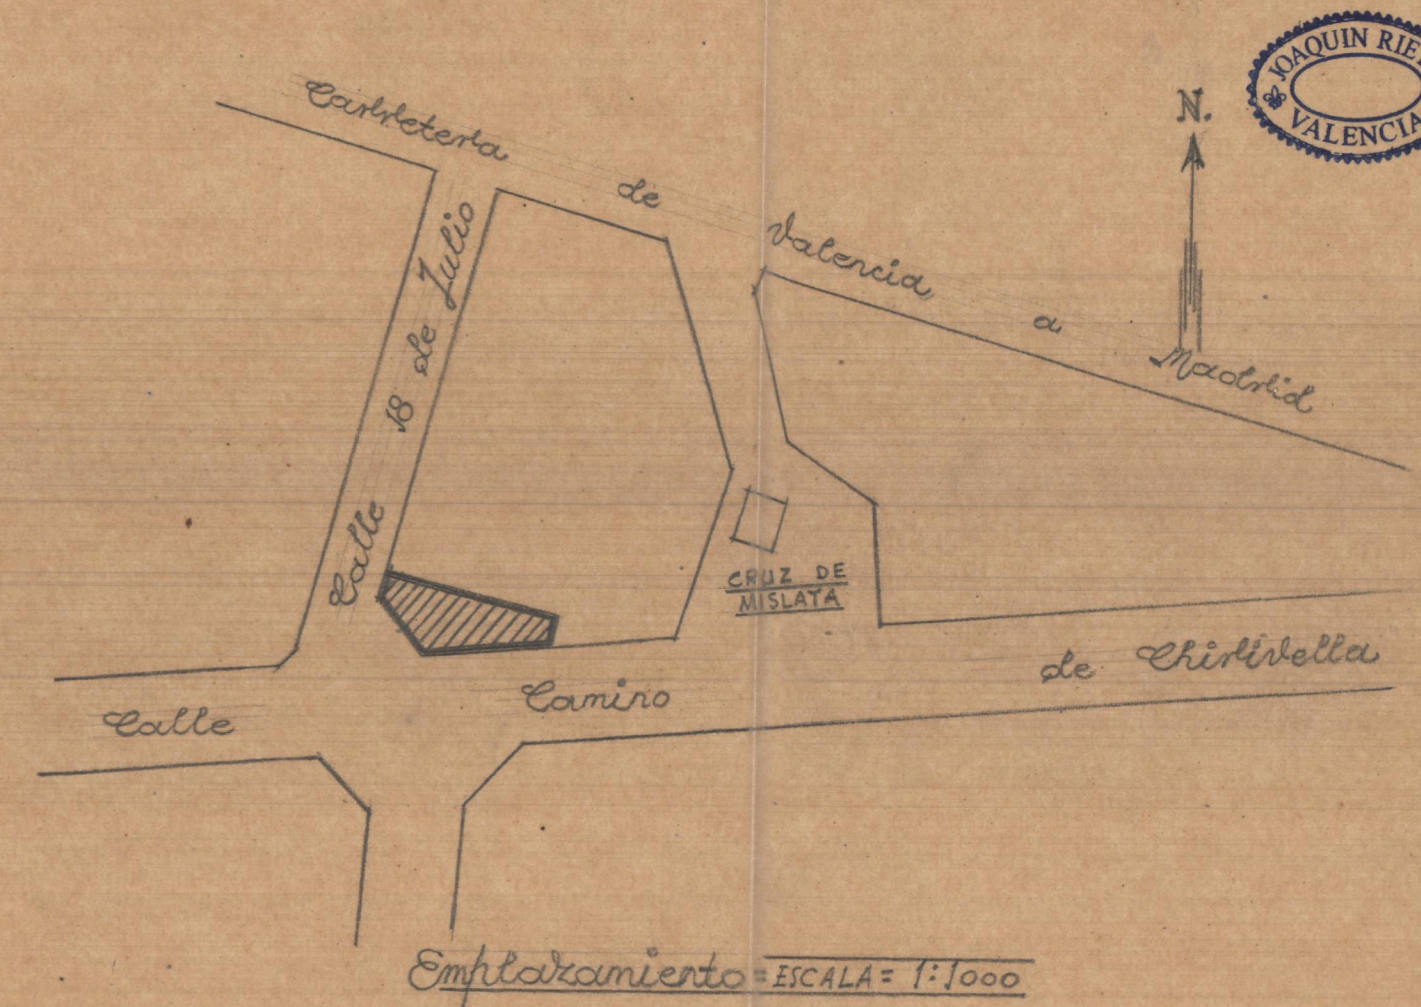 JOAQUIN RIE
VALENCIA
N.
Carretera de Valencia a Madrid
Calle 18 de Julio
CRUZ DE
MISLATA
Calle Camino de Chirivella
Emplazamiento = ESCALA = 1:1000